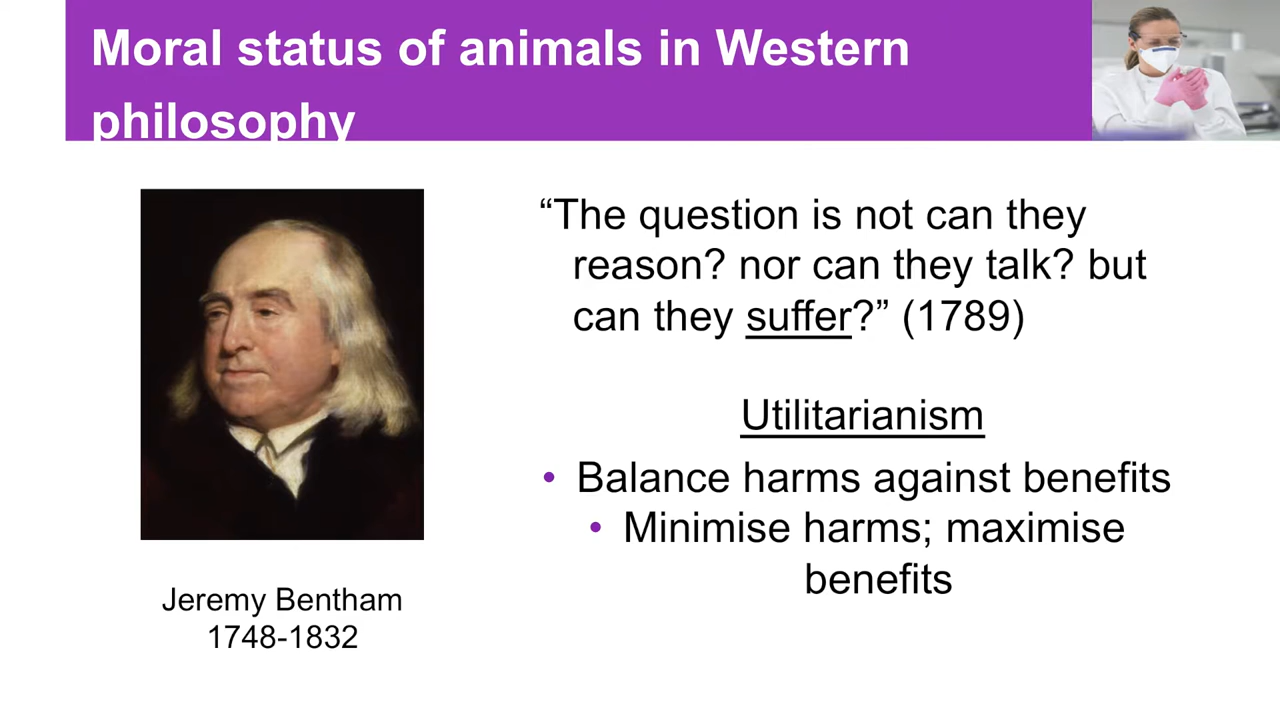 Moral status of animals in Western
philosophy
“The question is not can they
reason? nor can they talk? but
can they suffer?” (1789)
Utilitarianism
• Balance harms against benefits
• Minimise harms; maximise
benefits
Jeremy Bentham
1748-1832